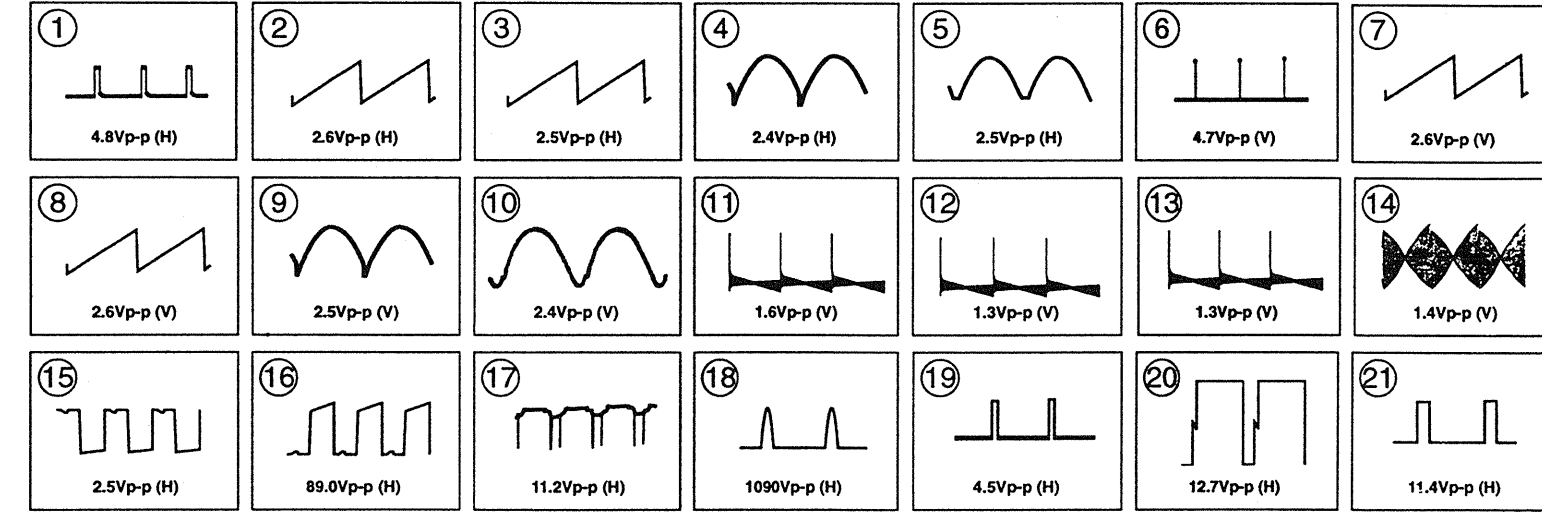 1 2 3 4 5 6 7
4.8Vp-p (H) 2.6Vp-p (H) 2.5Vp-p (H) 2.4Vp-p (H) 2.5Vp-p (H) 4.7Vp-p (V) 2.6Vp-p (V)
8 9 10 11 12 13 14
2.6Vp-p (V) 2.5Vp-p (V) 2.4Vp-p (V) 1.6Vp-p (V) 1.3Vp-p (V) 1.3Vp-p (V) 1.4Vp-p (V)
15 16 17 18 19 20 21
2.5Vp-p (H) 89.0Vp-p (H) 11.2Vp-p (H) 1090Vp-p (H) 4.5Vp-p (H) 12.7Vp-p (H) 11.4Vp-p (H)